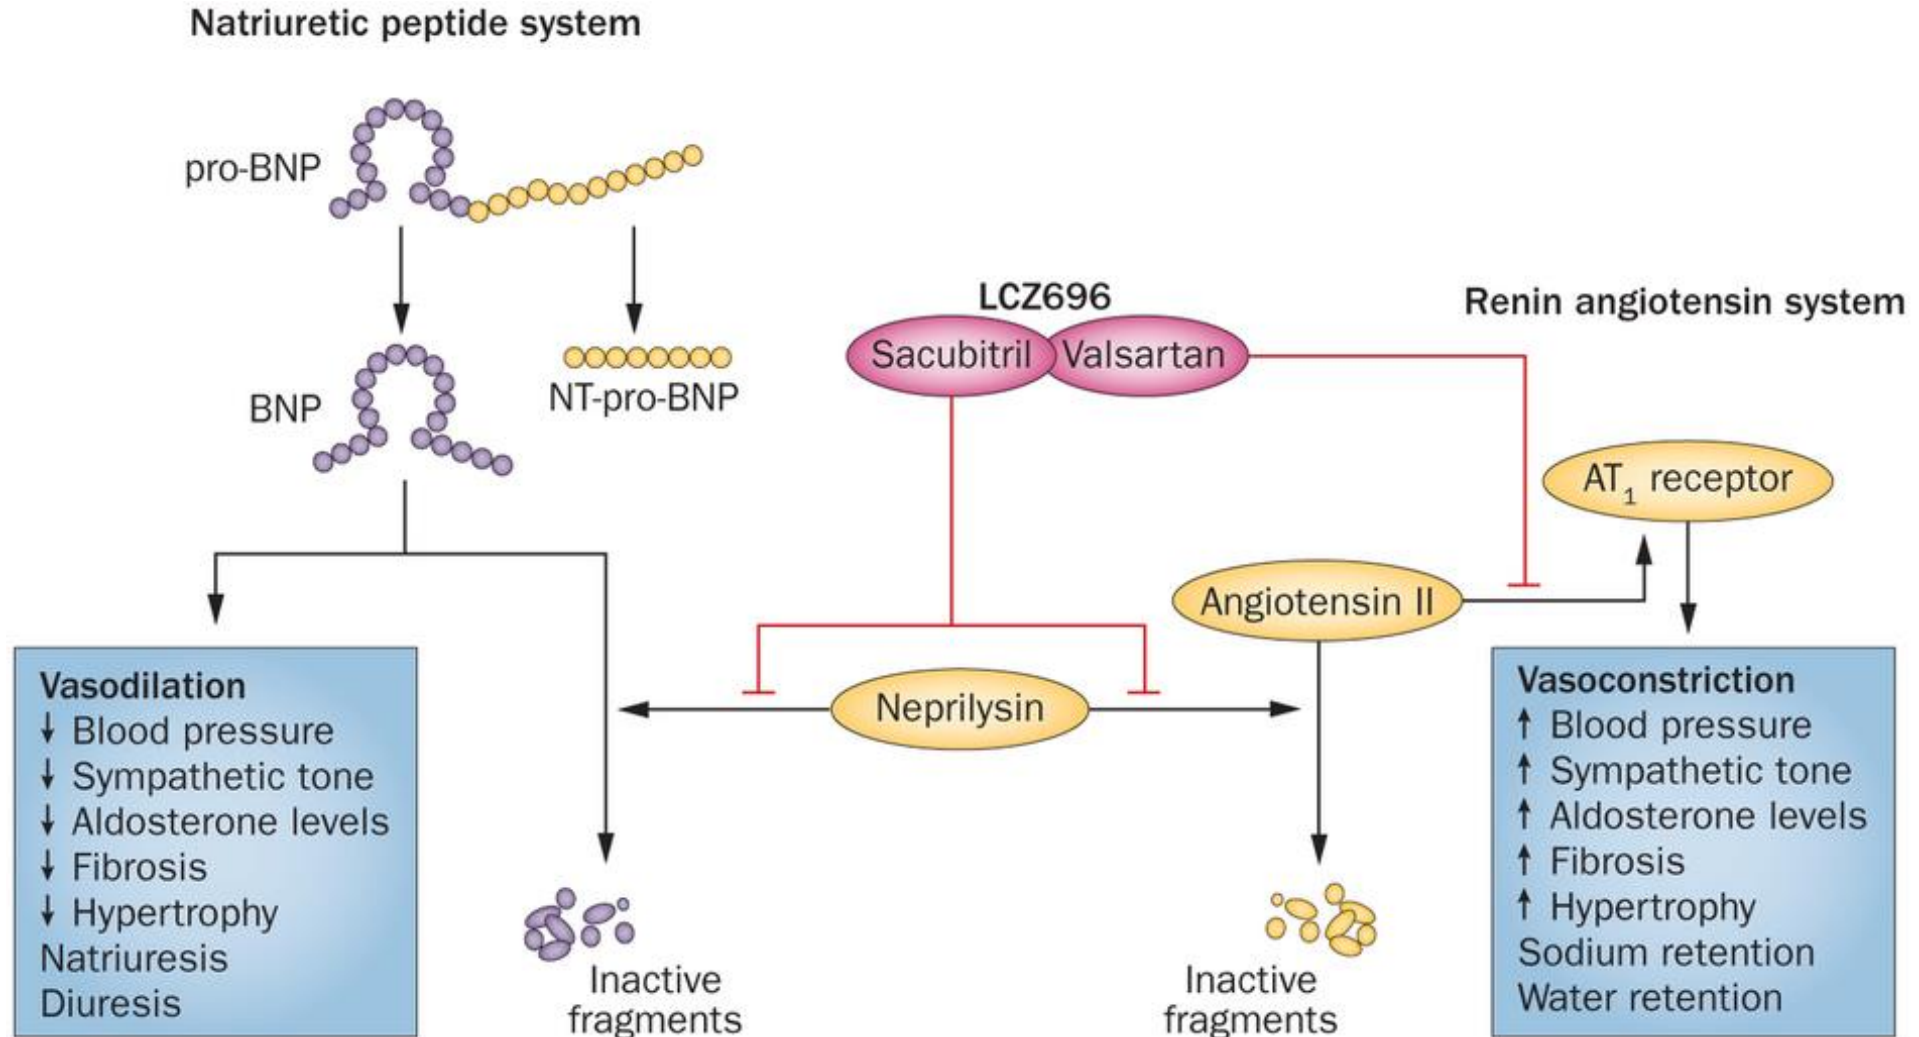 Natriuretic peptide system
pro-BNP
BNP
NT-pro-BNP
LCZ696
Sacubitril
Valsartan
Renin angiotensin system
AT₁ receptor
Angiotensin II
Neprilysin
Vasodilation
↓ Blood pressure
↓ Sympathetic tone
↓ Aldosterone levels
↓ Fibrosis
↓ Hypertrophy
Natriuresis
Diuresis
Inactive
fragments
Inactive
fragments
Vasoconstriction
↑ Blood pressure
↑ Sympathetic tone
↑ Aldosterone levels
↑ Fibrosis
↑ Hypertrophy
Sodium retention
Water retention